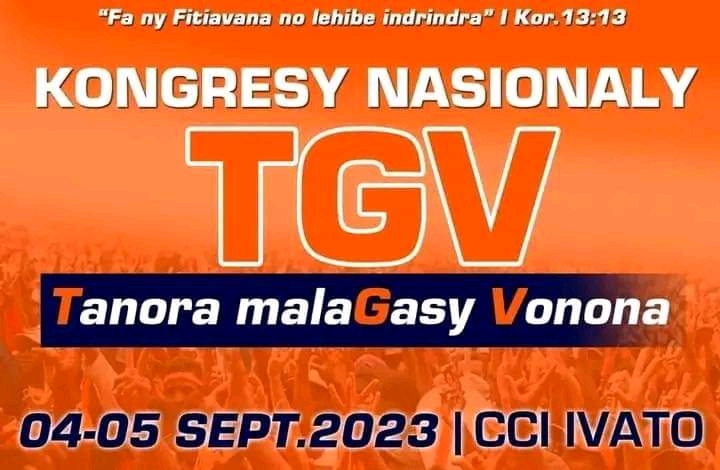 "Fa ny Fitiavana no lehibe indrindra" I Kor.13:13
KONGRESY NASIONALY
TGV
Tanora malaGasy Vonona
04-05 SEPT.2023 | CCI IVATO